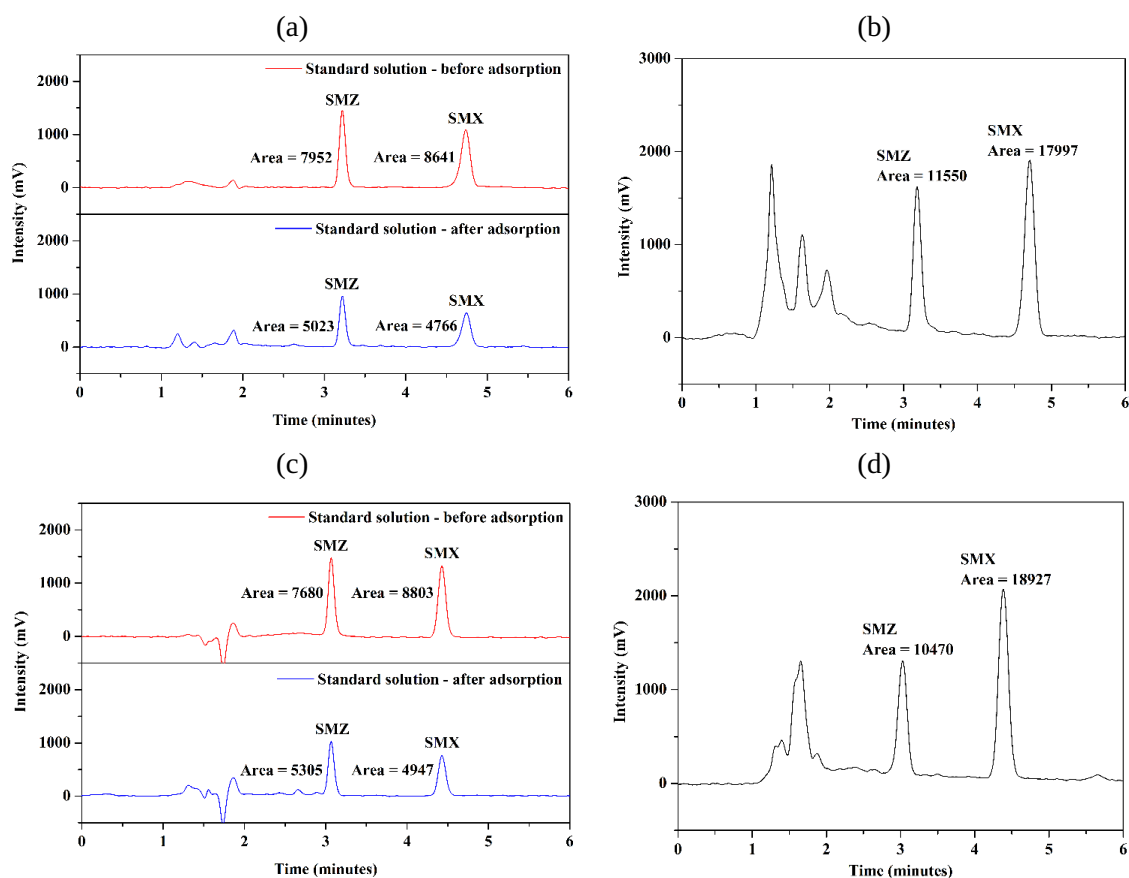 (a)
2000
1000
0
2000
1000
0
Intensity (mV)
Standard solution - before adsorption
SMZ
SMX
Area = 7952
Area = 8641
Standard solution - after adsorption
SMZ
SMX
Area = 5023
Area = 4766
0 1 2 3 4 5 6
Time (minutes)
(b)
3000
2000
1000
0
Intensity (mV)
SMX
Area = 17997
SMZ
Area = 11550
0 1 2 3 4 5 6
Time (minutes)
(c)
2000
1000
0
2000
1000
0
Intensity (mV)
Standard solution - before adsorption
SMZ
SMX
Area = 7680
Area = 8803
Standard solution - after adsorption
SMZ
SMX
Area = 5305
Area = 4947
0 1 2 3 4 5 6
Time (minutes)
(d)
3000
2000
1000
0
Intensity (mV)
SMX
Area = 18927
SMZ
Area = 10470
0 1 2 3 4 5 6
Time (minutes)